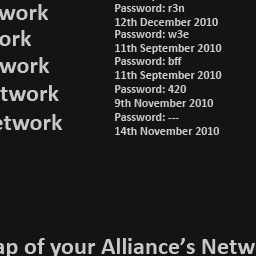 work
Password: r3n
12th December 2010
ork
Password: w3e
11th September 2010
work
Password: bff
11th September 2010
twork
Password: 420
9th November 2010
etwork
Password: ---
14th November 2010
ap of your Alliance's Netw